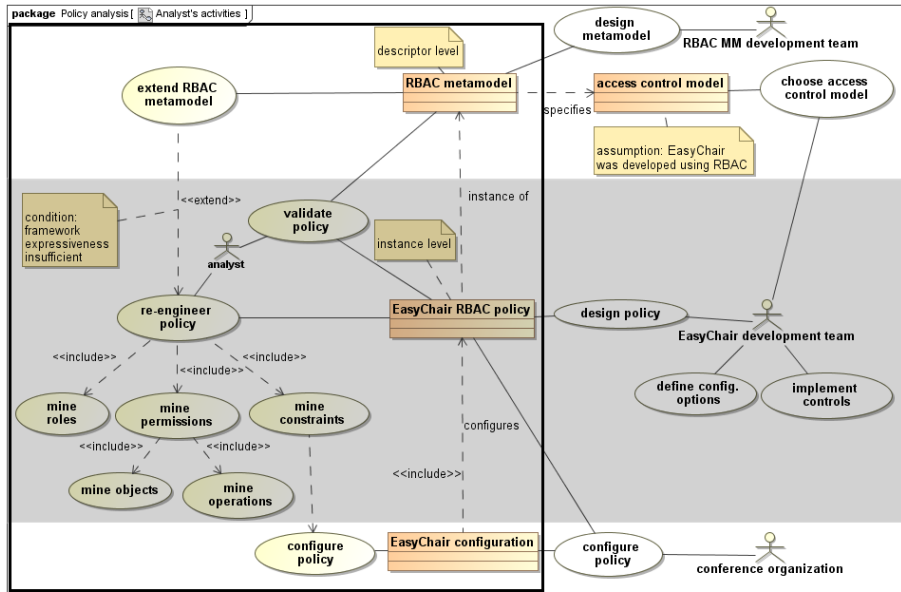 package Policy analysis [ Analyst's activities ]
design
metamodel
RBAC MM development team
descriptor level
extend RBAC
metamodel
RBAC metamodel
specifies
access control model
choose access
control model
assumption: EasyChair
was developed using RBAC
condition:
framework
expressiveness
insufficient
<<extend>>
validate
policy
instance of
instance level
analyst
re-engineer
policy
EasyChair RBAC policy
design policy
EasyChair development team
<<include>>
<<include>>
<<include>>
mine
roles
mine
permissions
mine
constraints
define config.
options
implement
controls
configures
<<include>>
<<include>>
<<include>>
mine objects
mine
operations
configure
policy
EasyChair configuration
configure
policy
conference organization